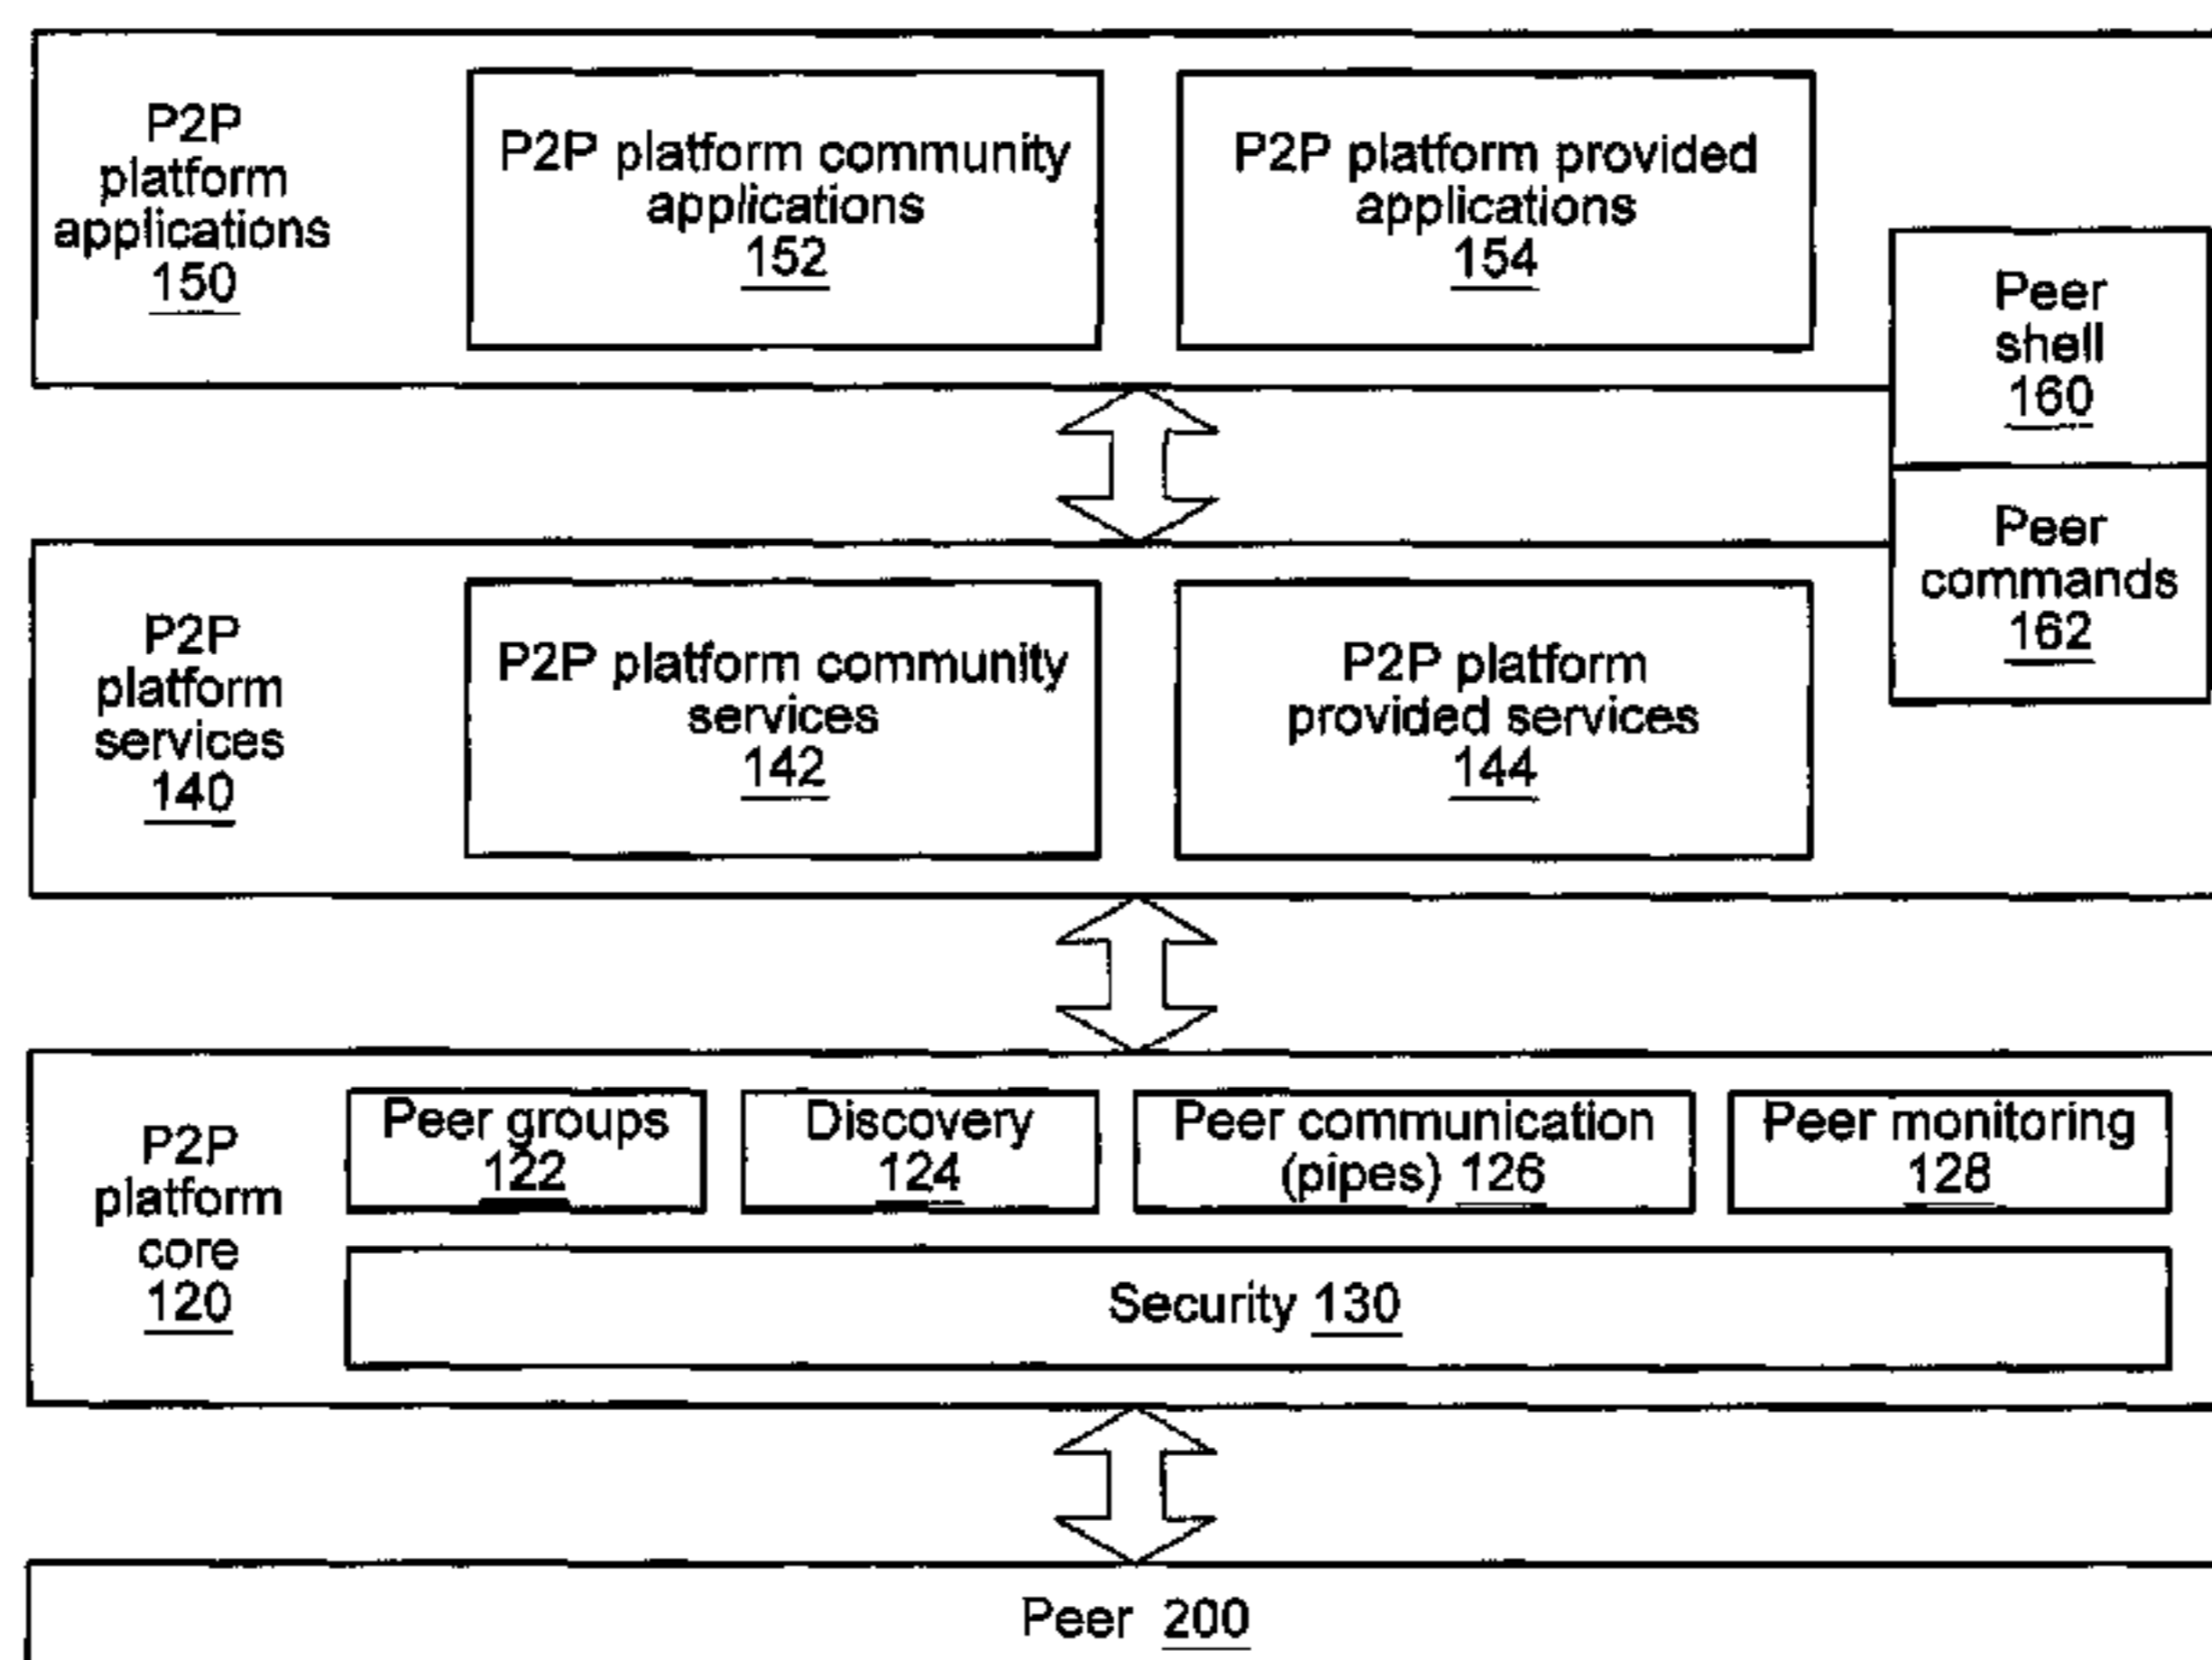 P2P
platform
applications
150
P2P platform community
applications
152
P2P platform provided
applications
154
Peer
shell
160
Peer
commands
162
P2P
platform
services
140
P2P platform community
services
142
P2P platform
provided services
144
P2P
platform
core
120
Peer groups
122
Discovery
124
Peer communication
(pipes) 126
Peer monitoring
128
Security 130
Peer 200